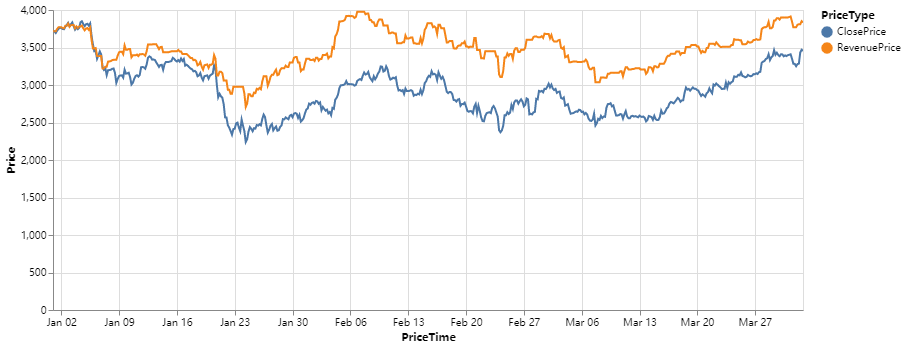 4,000
3,500
3,000
2,500
2,000
1,500
1,000
500
0
Price
Jan 02 Jan 09 Jan 16 Jan 23 Jan 30 Feb 06 Feb 13 Feb 20 Feb 27 Mar 06 Mar 13 Mar 20 Mar 27
PriceTime
PriceType
ClosePrice
RevenuePrice